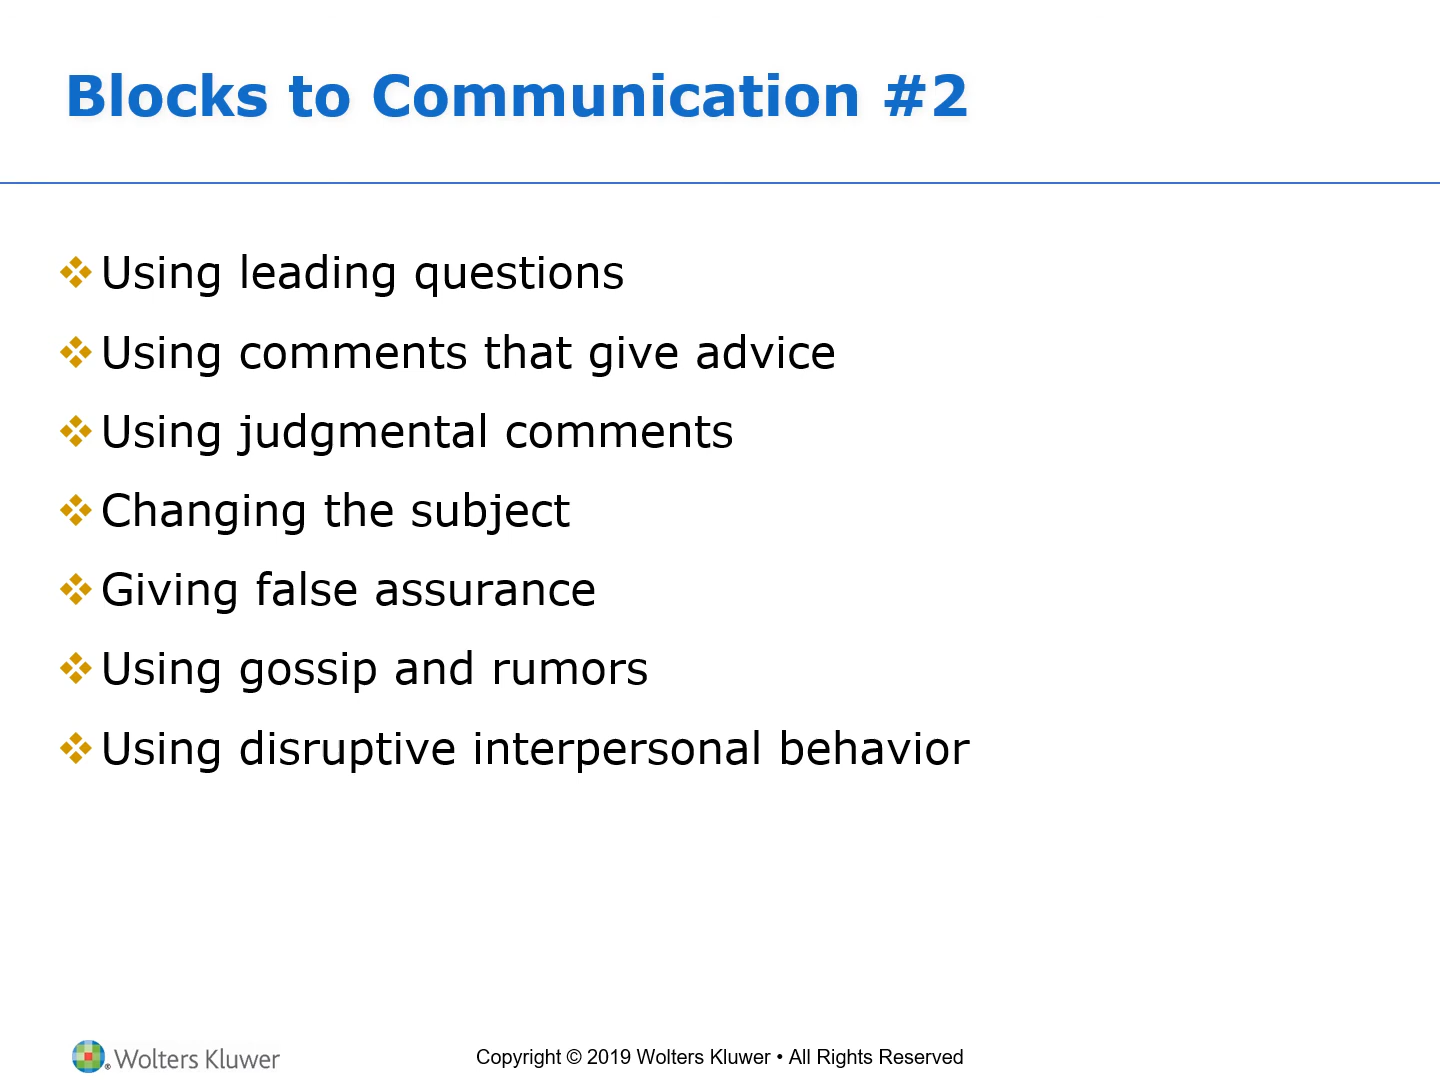 Blocks to Communication #2
Using leading questions
Using comments that give advice
Using judgmental comments
Changing the subject
Giving false assurance
Using gossip and rumors
Using disruptive interpersonal behavior
® Wolters Kluwer
Copyright © 2019 Wolters Kluwer • All Rights Reserved